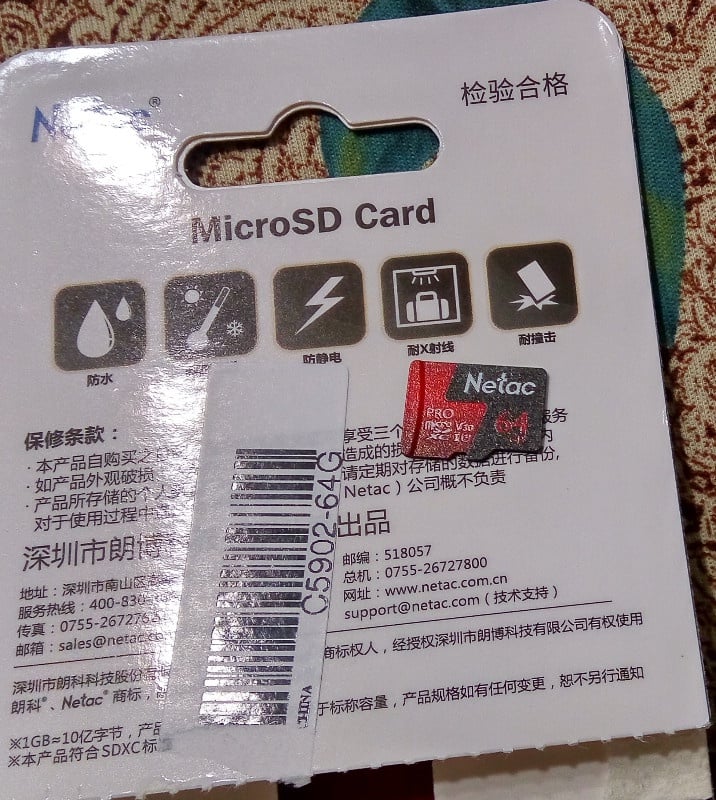 Netac®
检验合格
MicroSD Card
防水
防静电
耐X射线
耐撞击
Netac
PRO
64
micro
XC
V30
保修条款：
·本产品自购买之日 享受三个 服务
·如产品外观破损 造成的损 内
·产品所存储的个人 请定期对存储的数据进行备份,
对于使用过程中 Netac）公司概不负责
C5902-64G
CHINA
深圳市朗博 出品
地址：深圳市南山区
邮编：518057
服务热线：400-830-
总机：0755-26727800
传真：0755-2672762
网址：www.netac.com.cn
邮箱：sales@netac.co
support@netac.com（技术支持）
深圳市朗科科技股份 商标权人，经授权深圳市朗博科技有限公司有权使用
朗科®、Netac®商标，
于标称容量，产品规格如有任何变更，恕不另行通知
※1GB≈10亿字节，产品
※本产品符合SDXC标